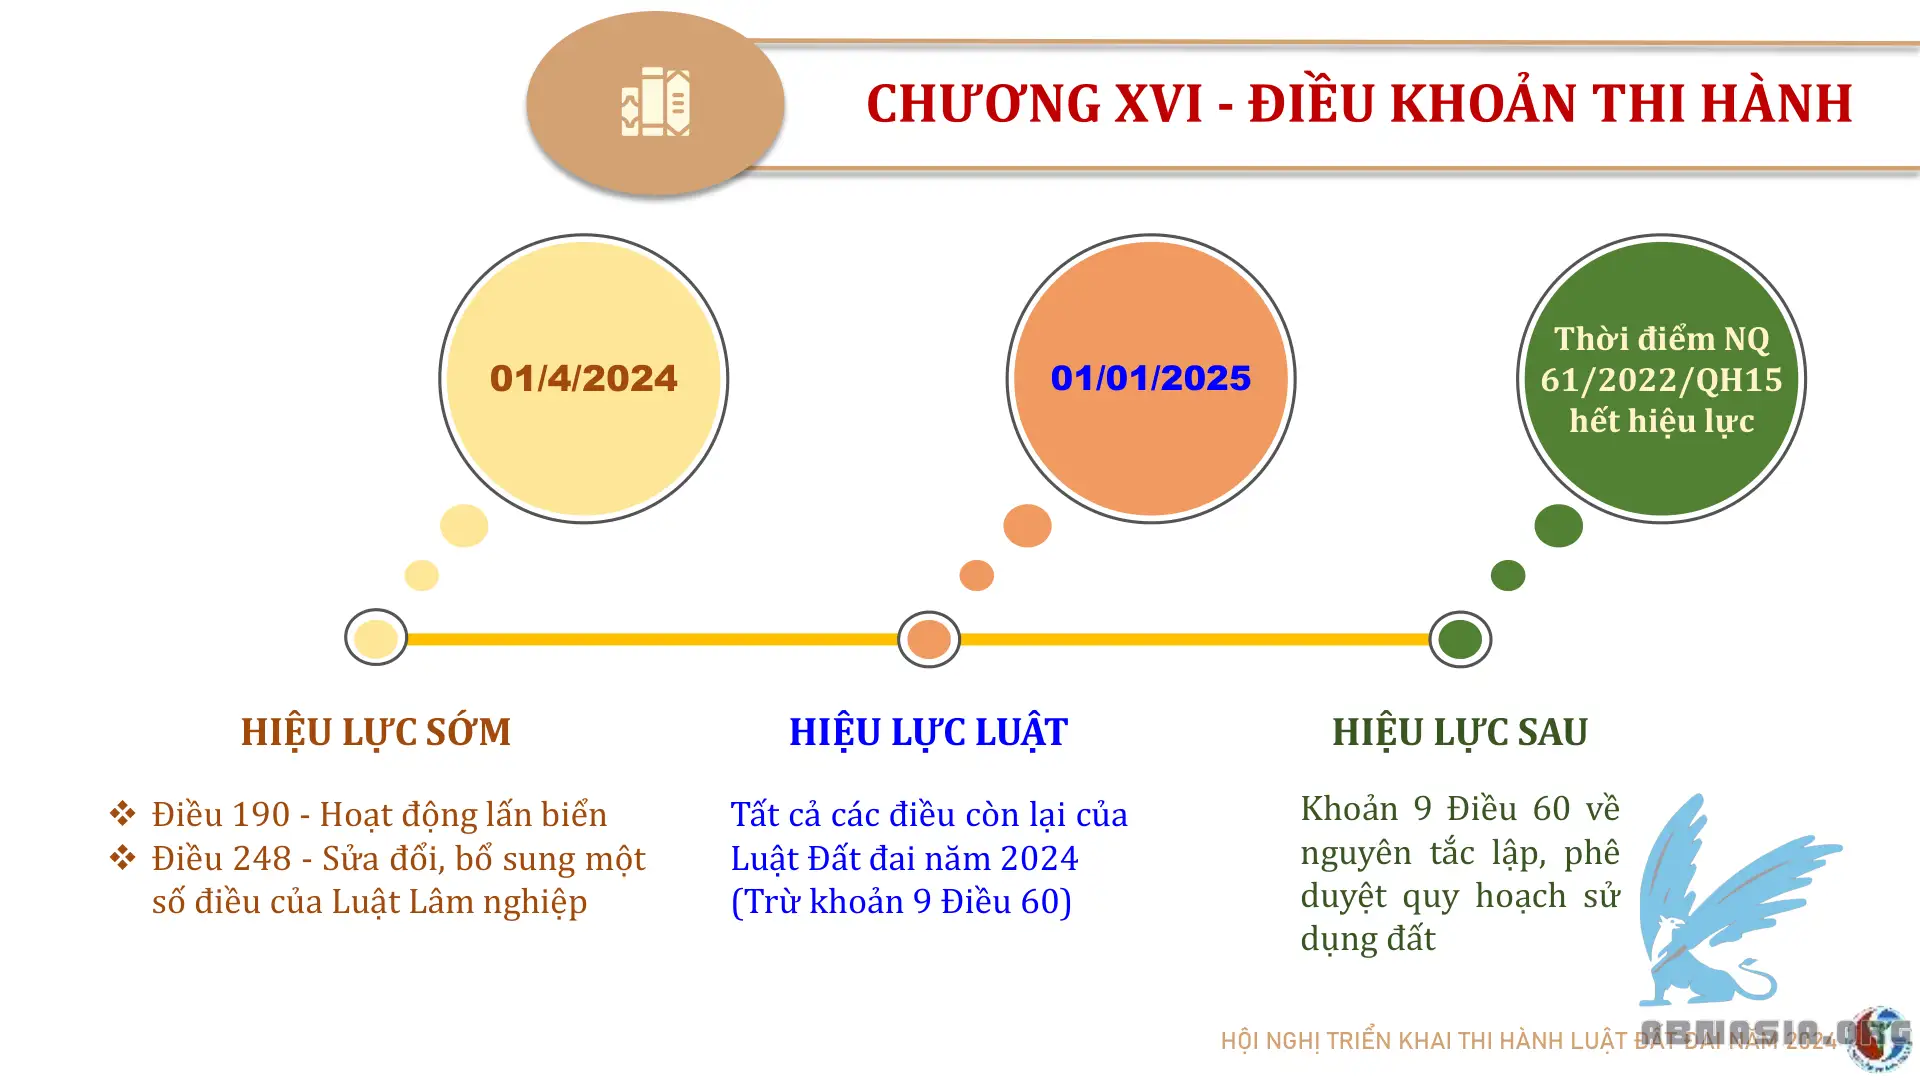 CHƯƠNG XVI - ĐIỀU KHOẢN THI HÀNH
01/4/2024
01/01/2025
Thời điểm NQ
61/2022/QH15
hết hiệu lực
HIỆU LỰC SỚM
❖ Điều 190 - Hoạt động lấn biển
❖ Điều 248 - Sửa đổi, bổ sung một
số điều của Luật Lâm nghiệp
HIỆU LỰC LUẬT
Tất cả các điều còn lại của
Luật Đất đai năm 2024
(Trừ khoản 9 Điều 60)
HIỆU LỰC SAU
Khoản 9 Điều 60 về
nguyên tắc lập, phê
duyệt quy hoạch sử
dụng đất
HỘI NGHỊ TRIỂN KHAI THI HÀNH LUẬT ĐẤT ĐAI NĂM 2024
ABMASIA.ORG